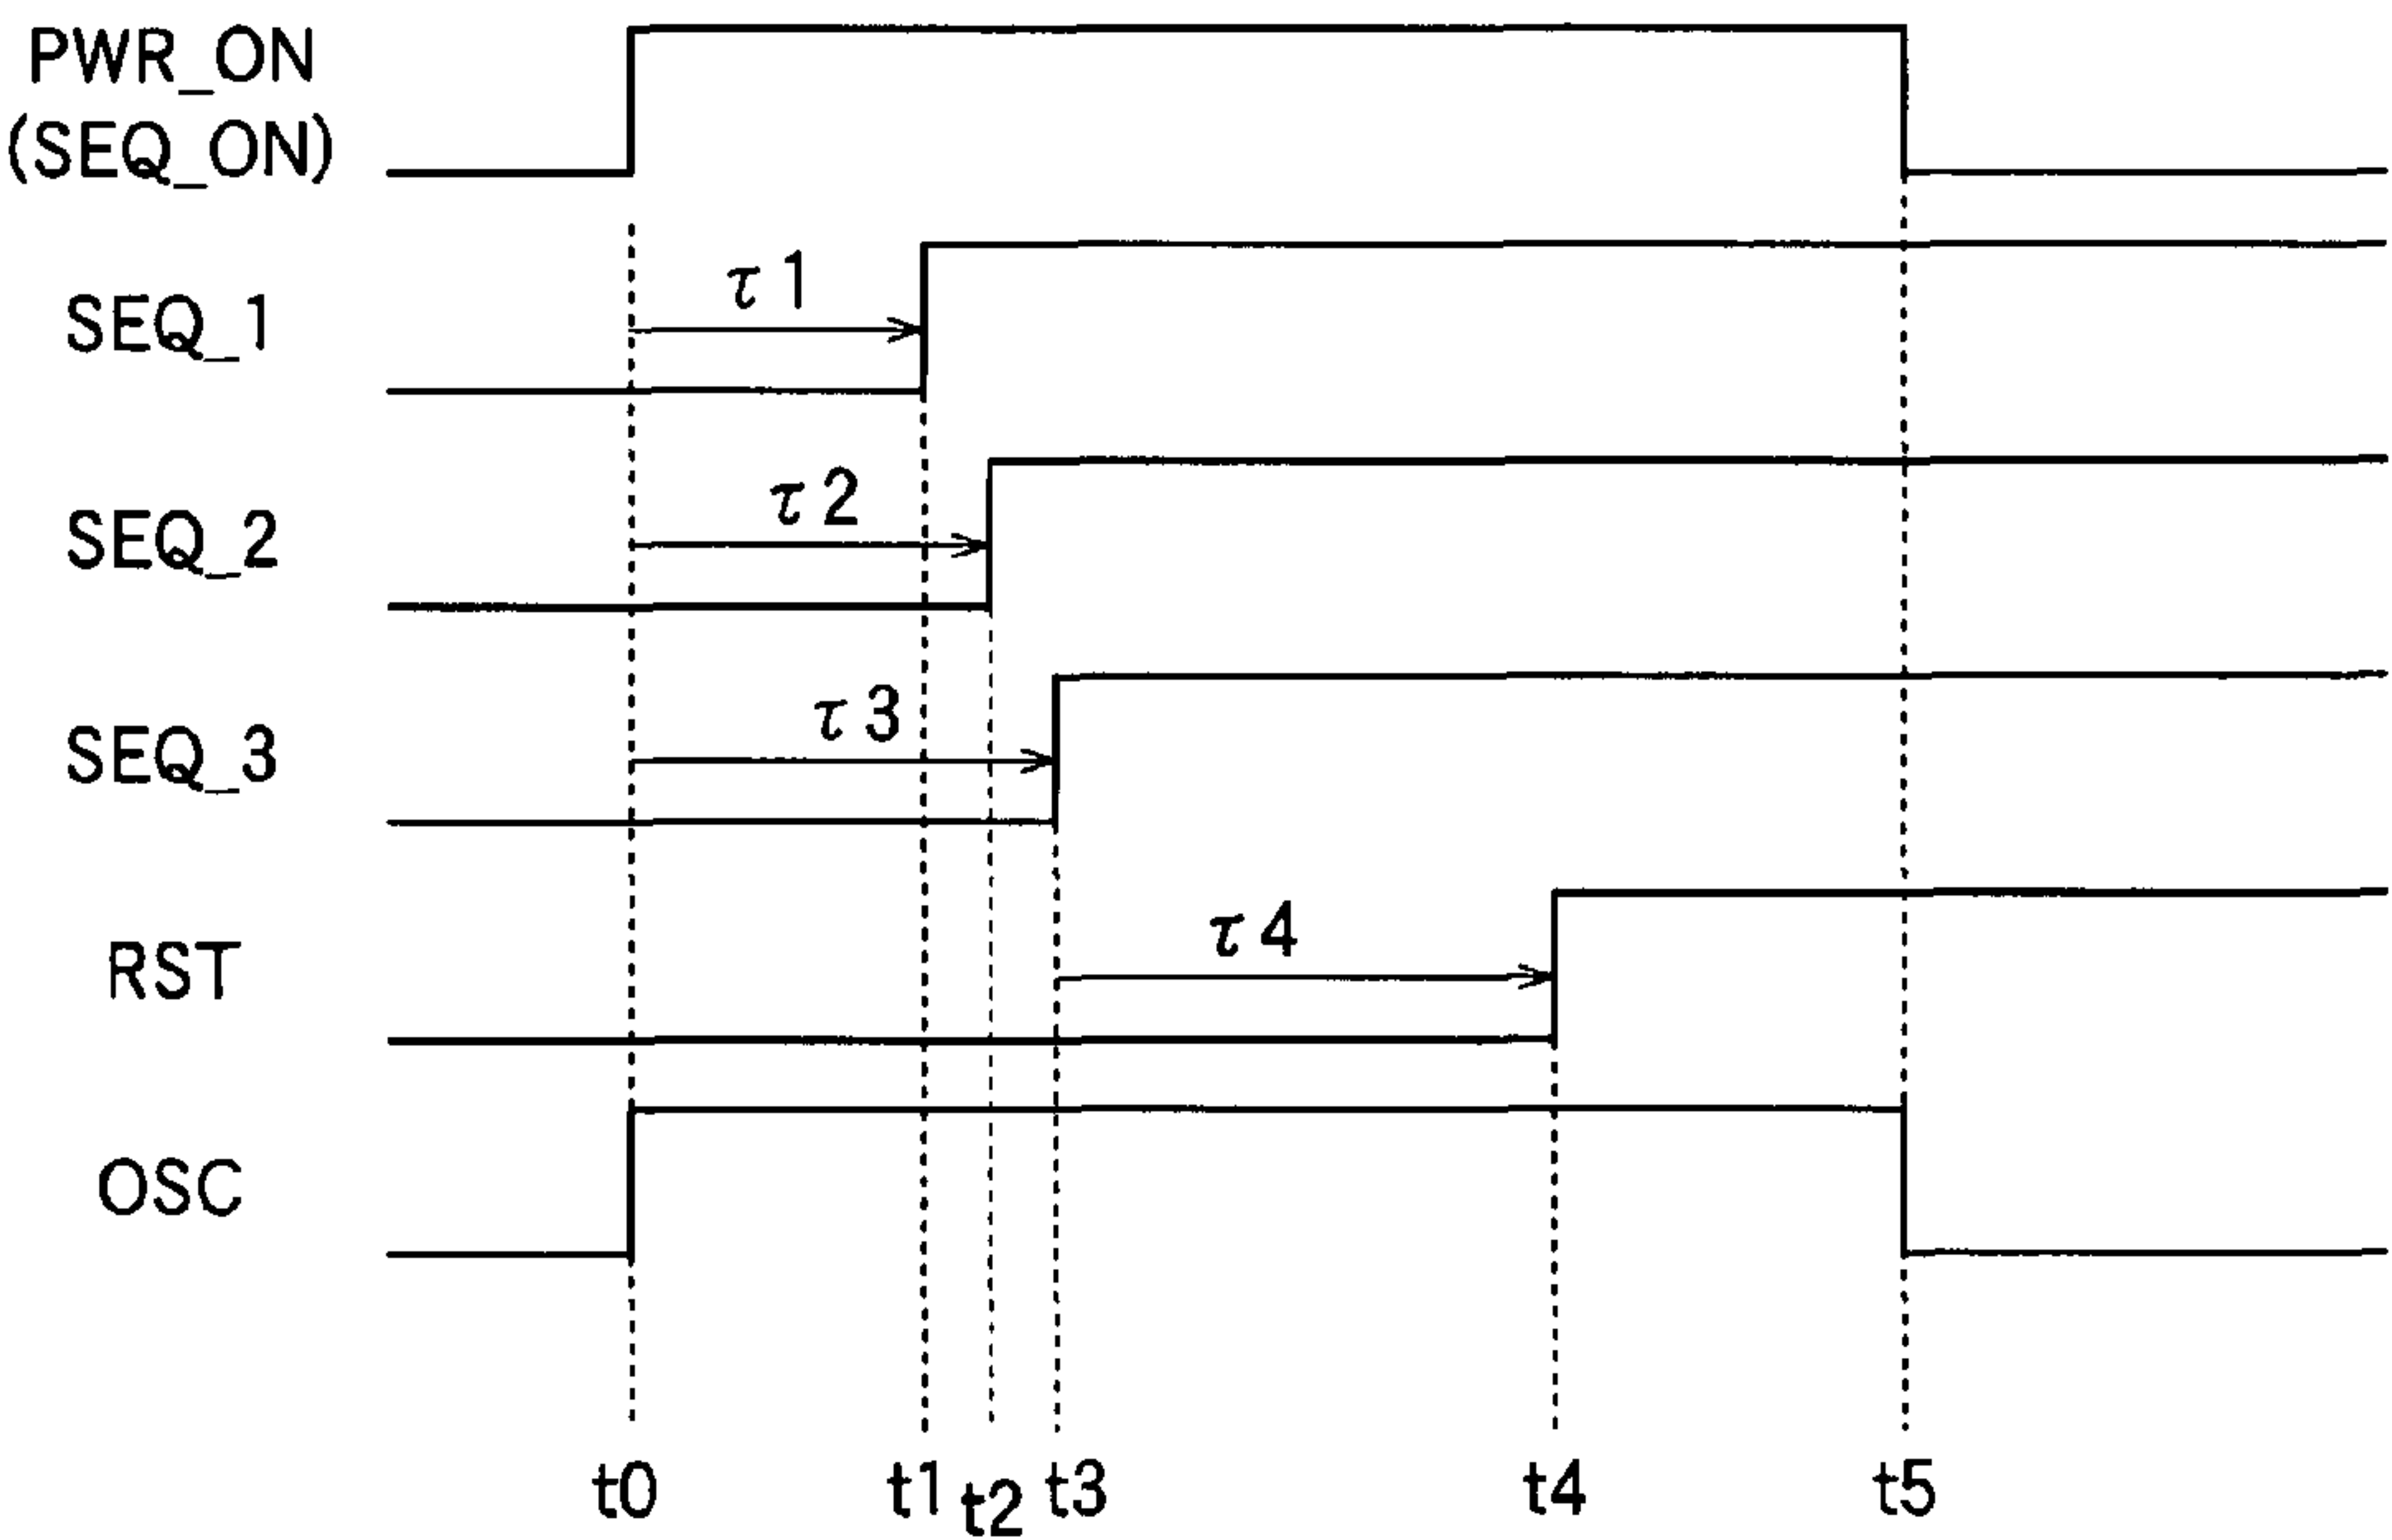 PWR_ON
(SEQ_ON)
τ1
SEQ_1
τ2
SEQ_2
τ3
SEQ_3
τ4
RST
OSC
t0 t1 t2 t3 t4 t5